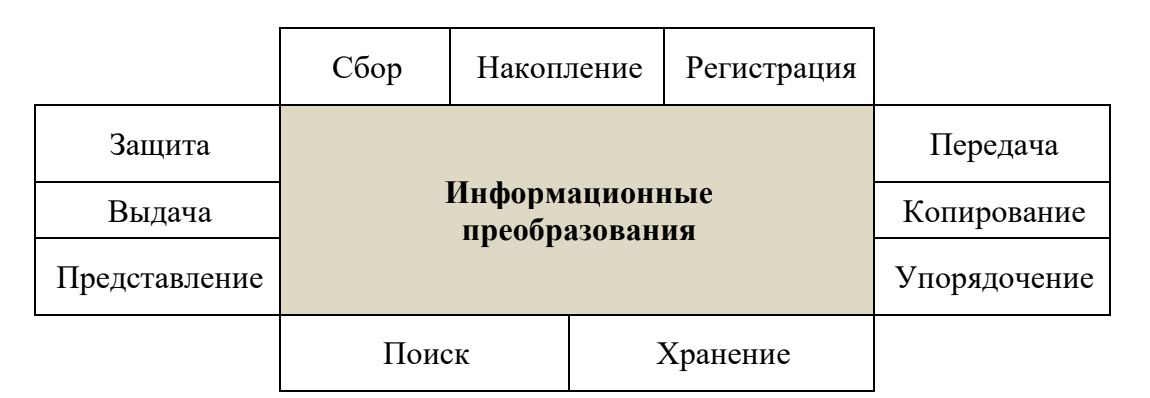 Сбор Накопление Регистрация
Защита
Передача
Информационные
Выдача
Копирование
преобразования
Представление
Упорядочение
Поиск Хранение